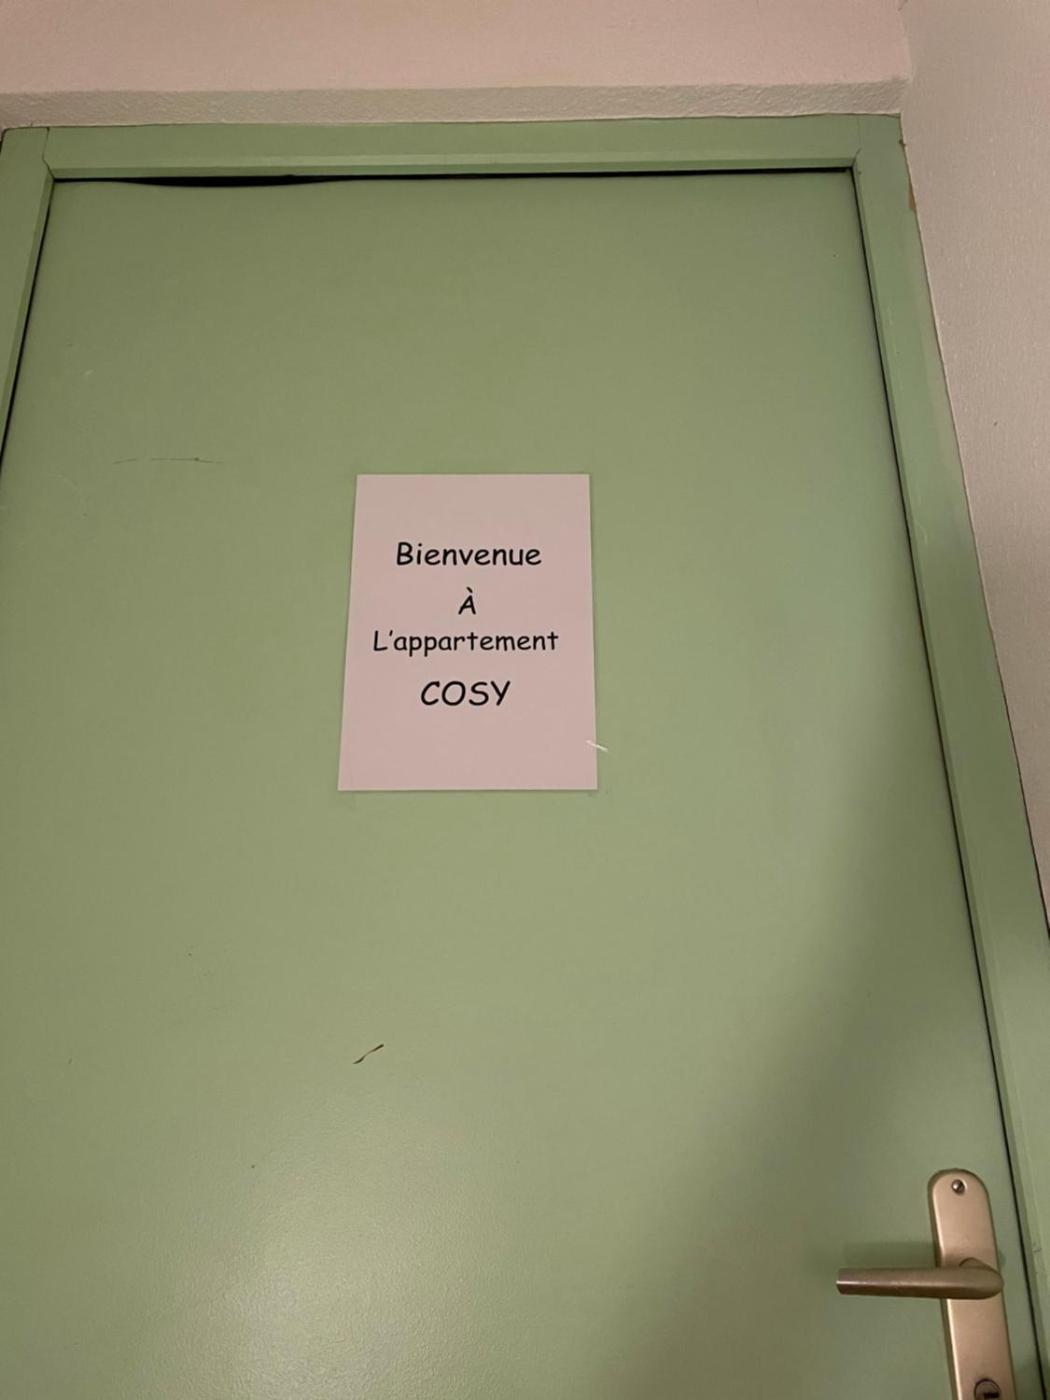 Bienvenue
À
L'appartement
COSY